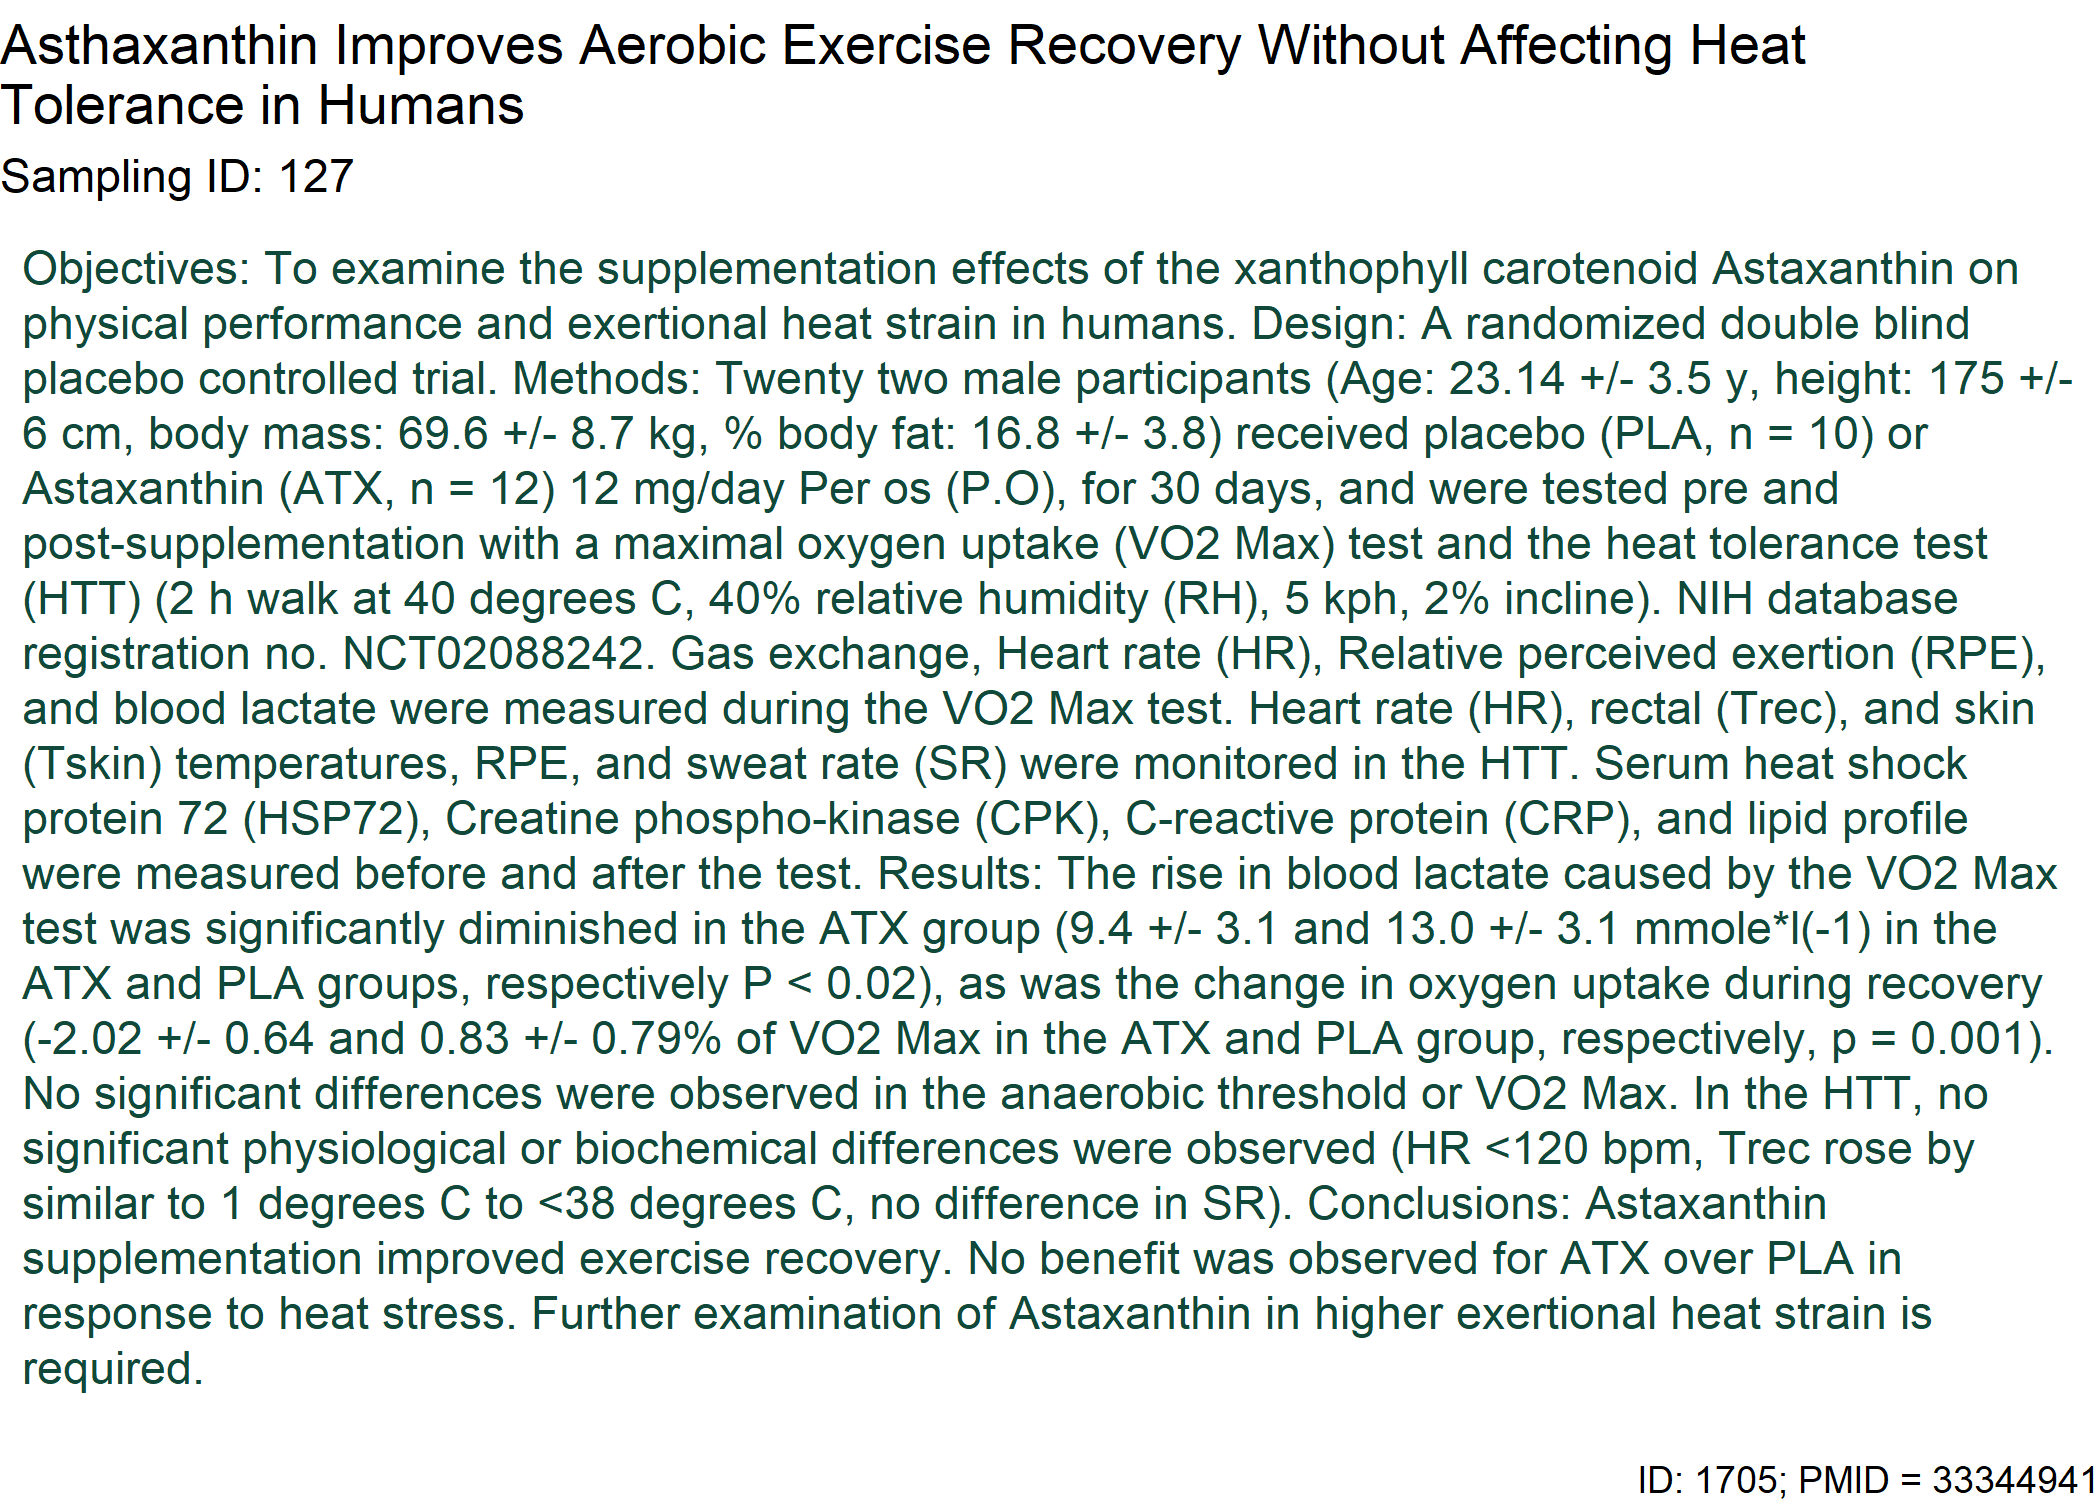 Asthaxanthin Improves Aerobic Exercise Recovery Without Affecting Heat
Tolerance in Humans
Sampling ID: 127
Objectives: To examine the supplementation effects of the xanthophyll carotenoid Astaxanthin on
physical performance and exertional heat strain in humans. Design: A randomized double blind
placebo controlled trial. Methods: Twenty two male participants (Age: 23.14 +/- 3.5 y, height: 175 +/-
6 cm, body mass: 69.6 +/- 8.7 kg, % body fat: 16.8 +/- 3.8) received placebo (PLA, n = 10) or
Astaxanthin (ATX, n = 12) 12 mg/day Per os (P.O), for 30 days, and were tested pre and
post-supplementation with a maximal oxygen uptake (VO2 Max) test and the heat tolerance test
(HTT) (2 h walk at 40 degrees C, 40% relative humidity (RH), 5 kph, 2% incline). NIH database
registration no. NCT02088242. Gas exchange, Heart rate (HR), Relative perceived exertion (RPE),
and blood lactate were measured during the VO2 Max test. Heart rate (HR), rectal (Trec), and skin
(Tskin) temperatures, RPE, and sweat rate (SR) were monitored in the HTT. Serum heat shock
protein 72 (HSP72), Creatine phospho-kinase (CPK), C-reactive protein (CRP), and lipid profile
were measured before and after the test. Results: The rise in blood lactate caused by the VO2 Max
test was significantly diminished in the ATX group (9.4 +/- 3.1 and 13.0 +/- 3.1 mmole*l(-1) in the
ATX and PLA groups, respectively P < 0.02), as was the change in oxygen uptake during recovery
(-2.02 +/- 0.64 and 0.83 +/- 0.79% of VO2 Max in the ATX and PLA group, respectively, p = 0.001).
No significant differences were observed in the anaerobic threshold or VO2 Max. In the HTT, no
significant physiological or biochemical differences were observed (HR <120 bpm, Trec rose by
similar to 1 degrees C to <38 degrees C, no difference in SR). Conclusions: Astaxanthin
supplementation improved exercise recovery. No benefit was observed for ATX over PLA in
response to heat stress. Further examination of Astaxanthin in higher exertional heat strain is
required.
ID: 1705; PMID = 33344941